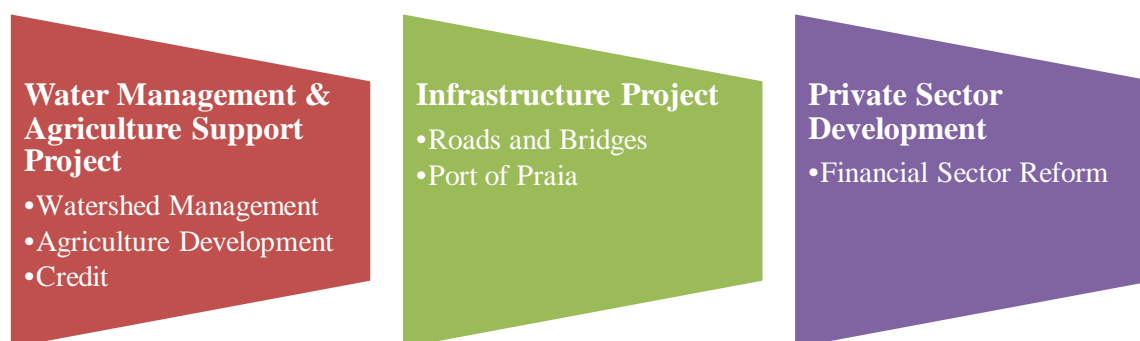 Water Management &
Agriculture Support
Project
•Watershed Management
•Agriculture Development
•Credit
Infrastructure Project
•Roads and Bridges
•Port of Praia
Private Sector
Development
•Financial Sector Reform